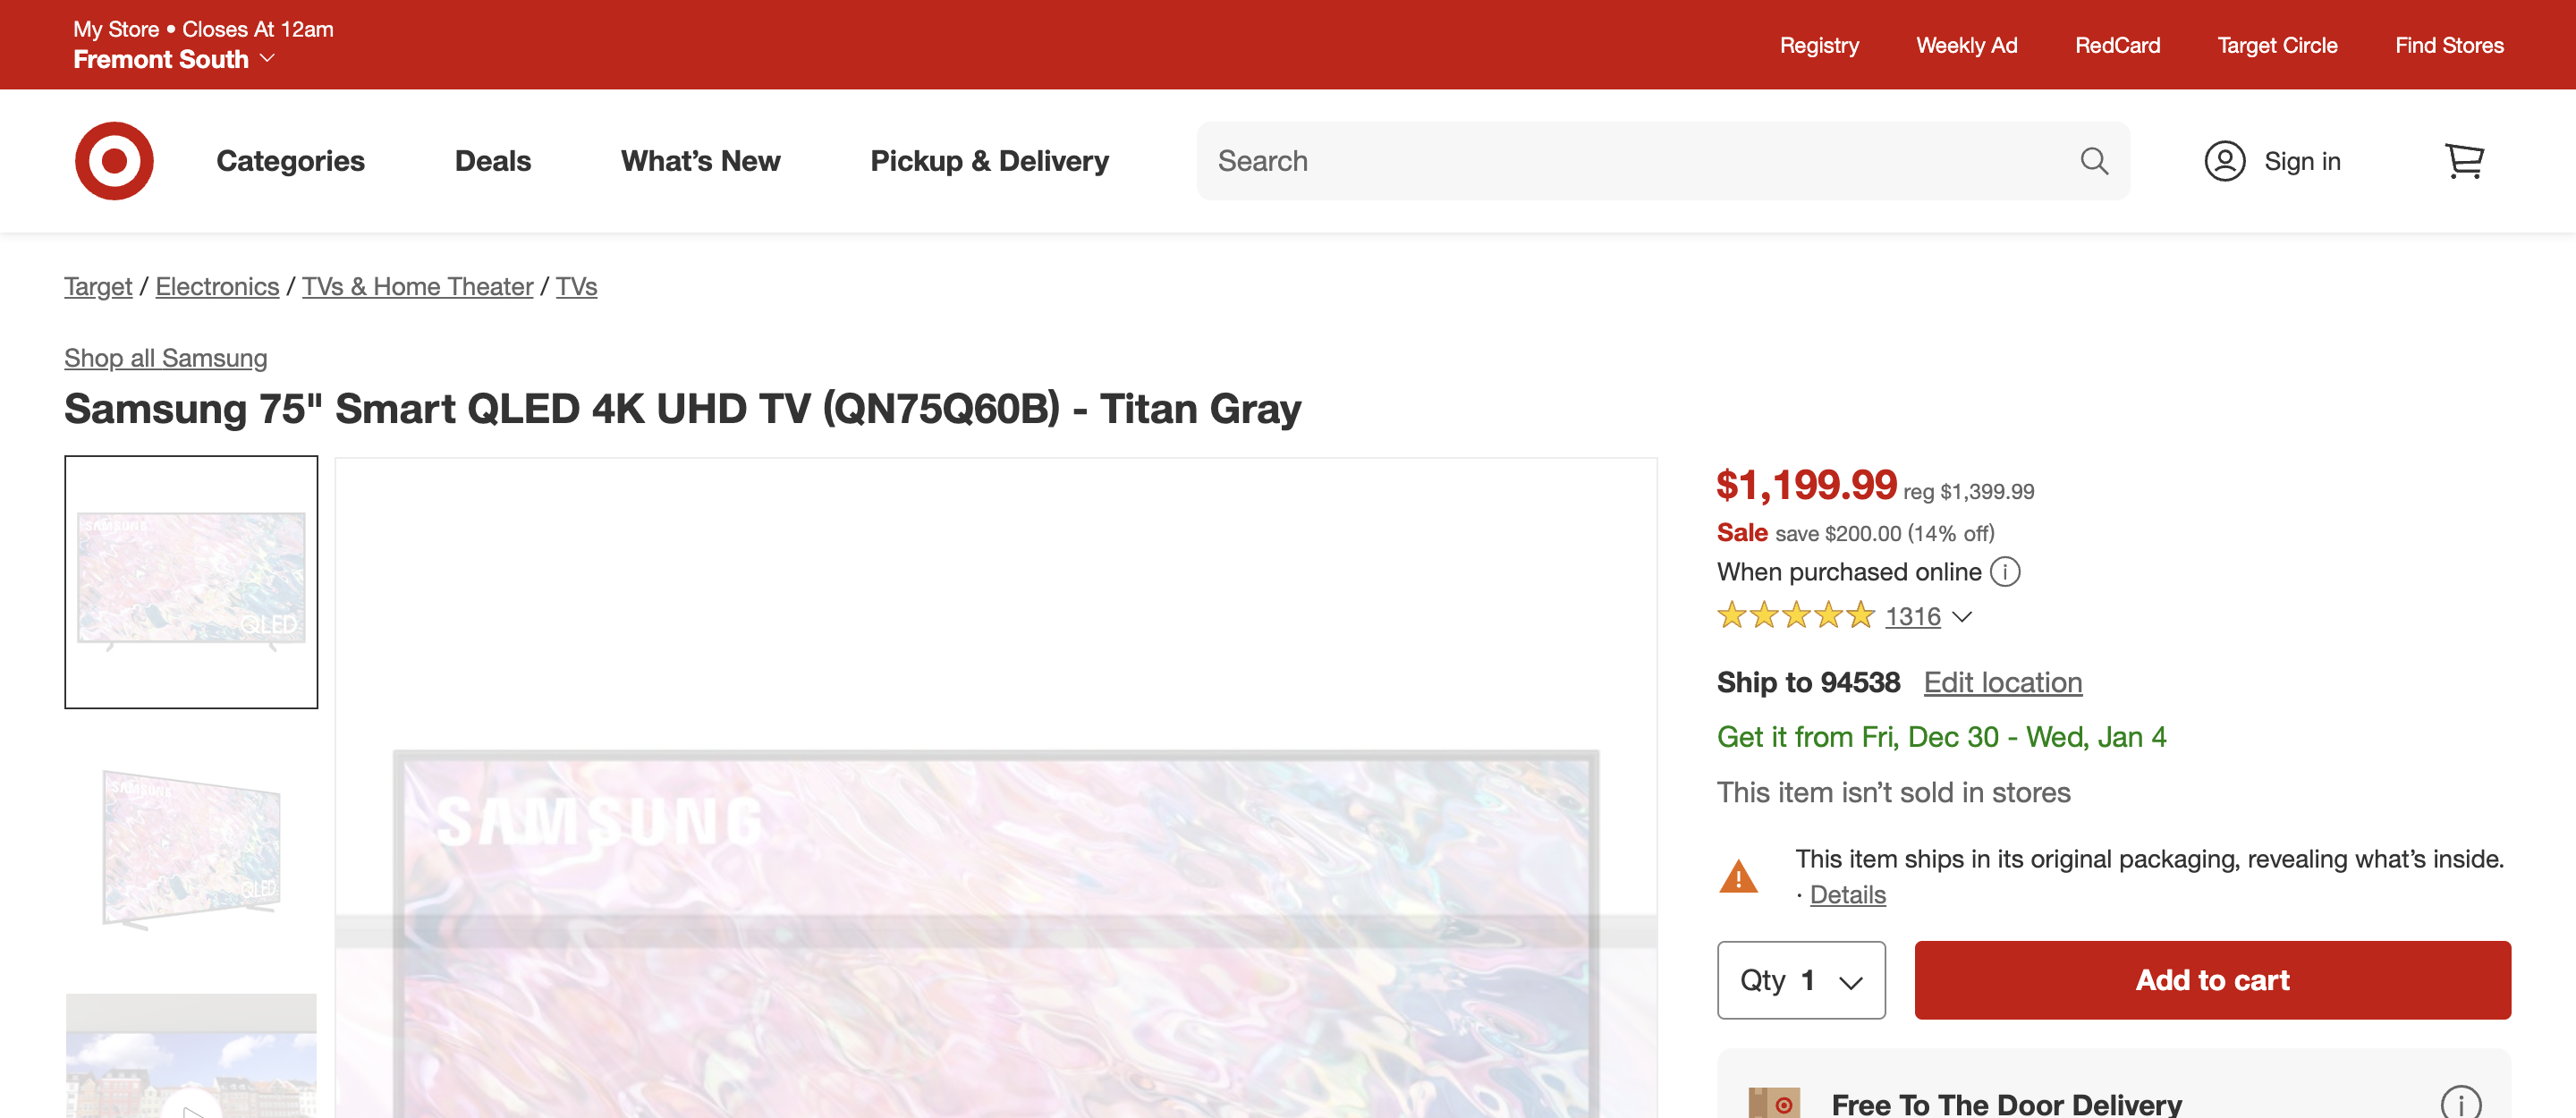 My Store • Closes At 12am
Fremont South
Registry
Weekly Ad
RedCard
Target Circle
Find Stores
Categories
Deals
What’s New
Pickup & Delivery
Search
Sign in
Target / Electronics / TVs & Home Theater / TVs
Shop all Samsung
Samsung 75" Smart QLED 4K UHD TV (QN75Q60B) - Titan Gray
SAMSUNG
QLED
SAMSUNG
QLED
SAMSUNG
$1,199.99 reg $1,399.99
Sale save $200.00 (14% off)
When purchased online
1316
Ship to 94538 Edit location
Get it from Fri, Dec 30 - Wed, Jan 4
This item isn’t sold in stores
This item ships in its original packaging, revealing what’s inside.
· Details
Qty 1
Add to cart
Free To The Door Delivery